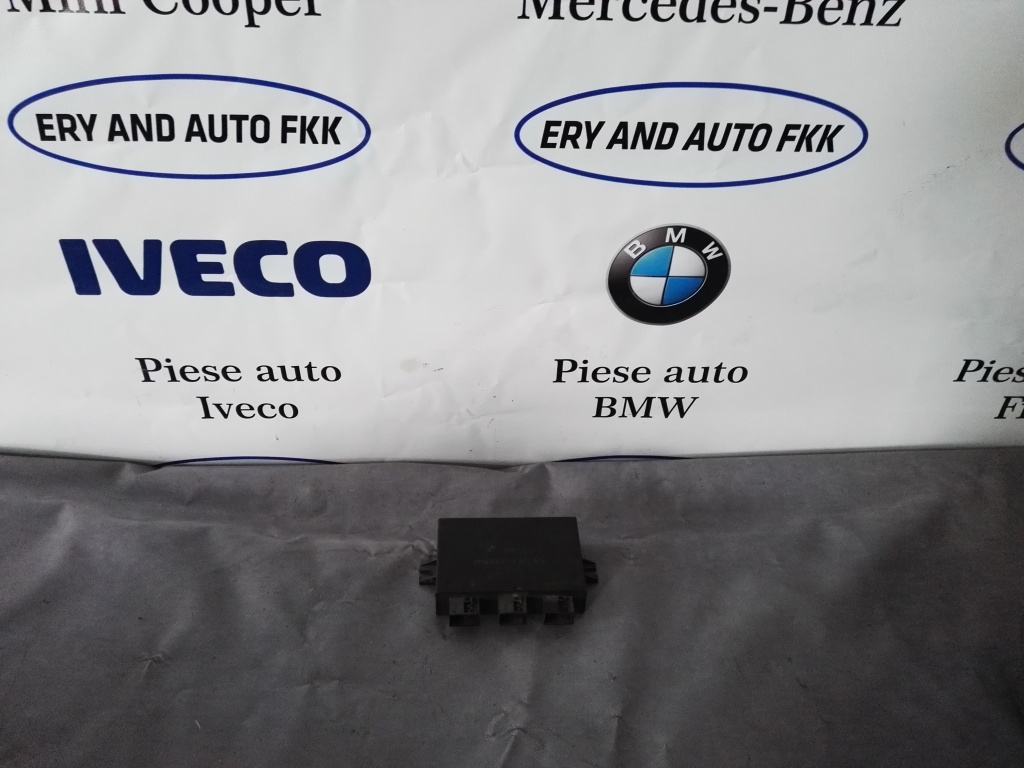 Mini Cooper
Mercedes-Benz
ERY AND AUTO FKK
ERY AND AUTO FKK
IVECO
BMW
Piese auto
Iveco
Piese auto
BMW